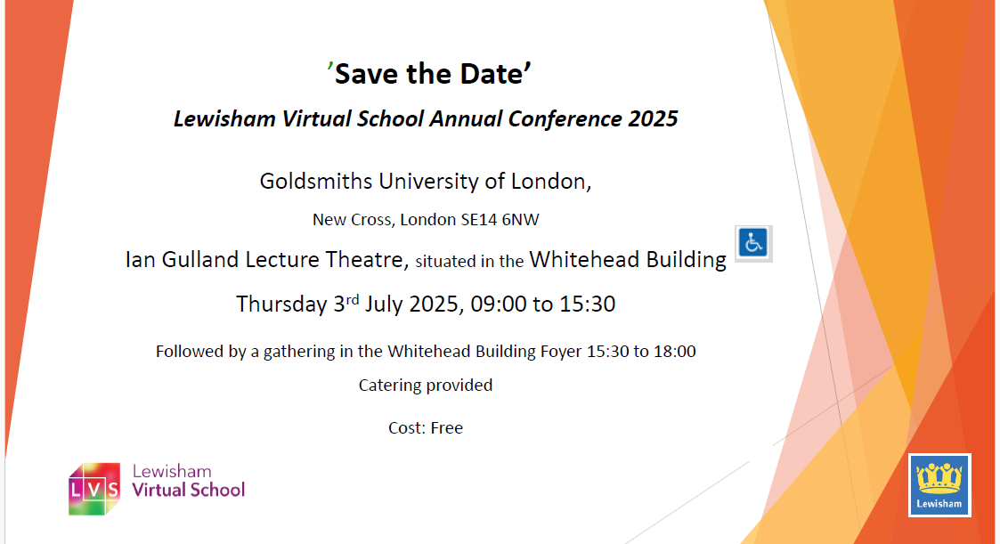 ’Save the Date’
Lewisham Virtual School Annual Conference 2025
Goldsmiths University of London,
New Cross, London SE14 6NW
Ian Gulland Lecture Theatre, situated in the Whitehead Building
Thursday 3rd July 2025, 09:00 to 15:30
Followed by a gathering in the Whitehead Building Foyer 15:30 to 18:00
Catering provided
Cost: Free
LVS
Lewisham
Virtual School
Lewisham